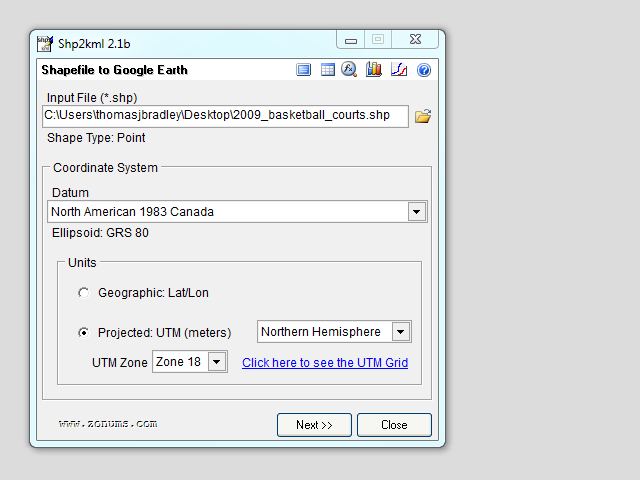 Shp2kml 2.1b
Shapefile to Google Earth
Input File (*.shp)
C:\Users\thomasjbradley\Desktop\2009_basketball_courts.shp
Shape Type: Point
Coordinate System
Datum
North American 1983 Canada
Ellipsoid: GRS 80
Units
Geographic: Lat/Lon
Projected: UTM (meters) Northern Hemisphere
UTM Zone Zone 18 Click here to see the UTM Grid
www.zonums.com Next >> Close